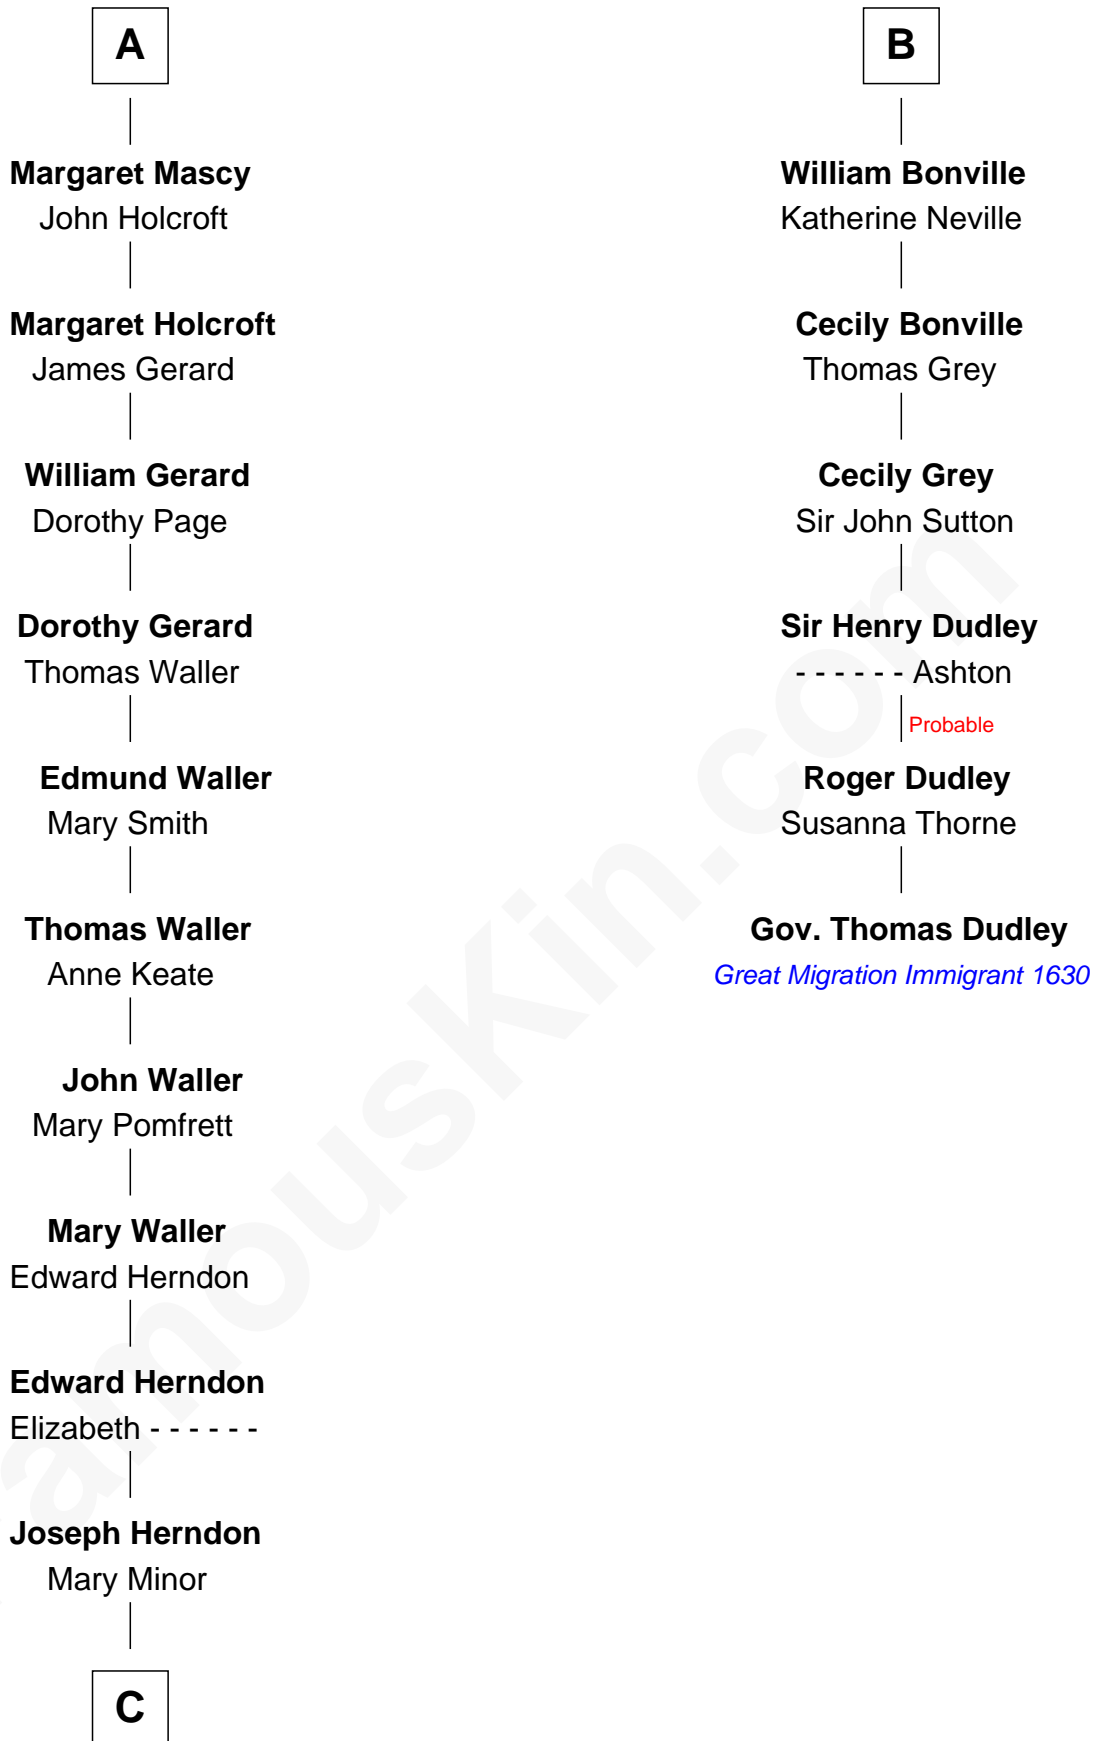 A
Margaret Mascy
John Holcroft
Margaret Holcroft
James Gerard
William Gerard
Dorothy Page
Dorothy Gerard
Thomas Waller
Edmund Waller
Mary Smith
Thomas Waller
Anne Keate
John Waller
Mary Pomfrett
Mary Waller
Edward Herndon
Edward Herndon
Elizabeth - - - - - -
Joseph Herndon
Mary Minor
C
B
William Bonville
Katherine Neville
Cecily Bonville
Thomas Grey
Cecily Grey
Sir John Sutton
Sir Henry Dudley
- - - - - - Ashton
Probable
Roger Dudley
Susanna Thorne
Gov. Thomas Dudley
Great Migration Immigrant 1630
amouskin.com